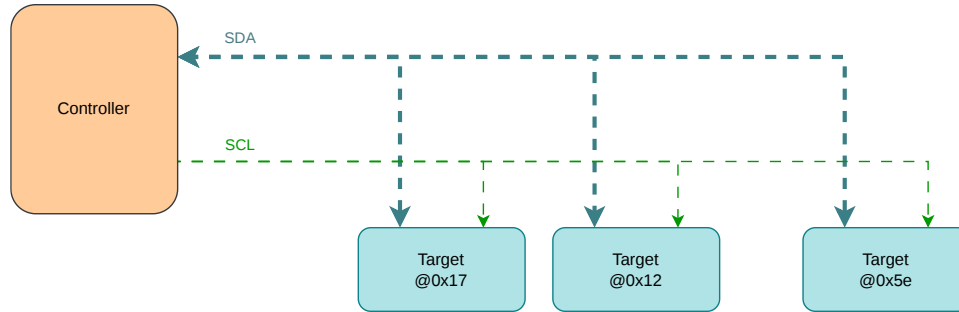 SDA
Controller
SCL
Target
@0x17
Target
@0x12
Target
@0x5e